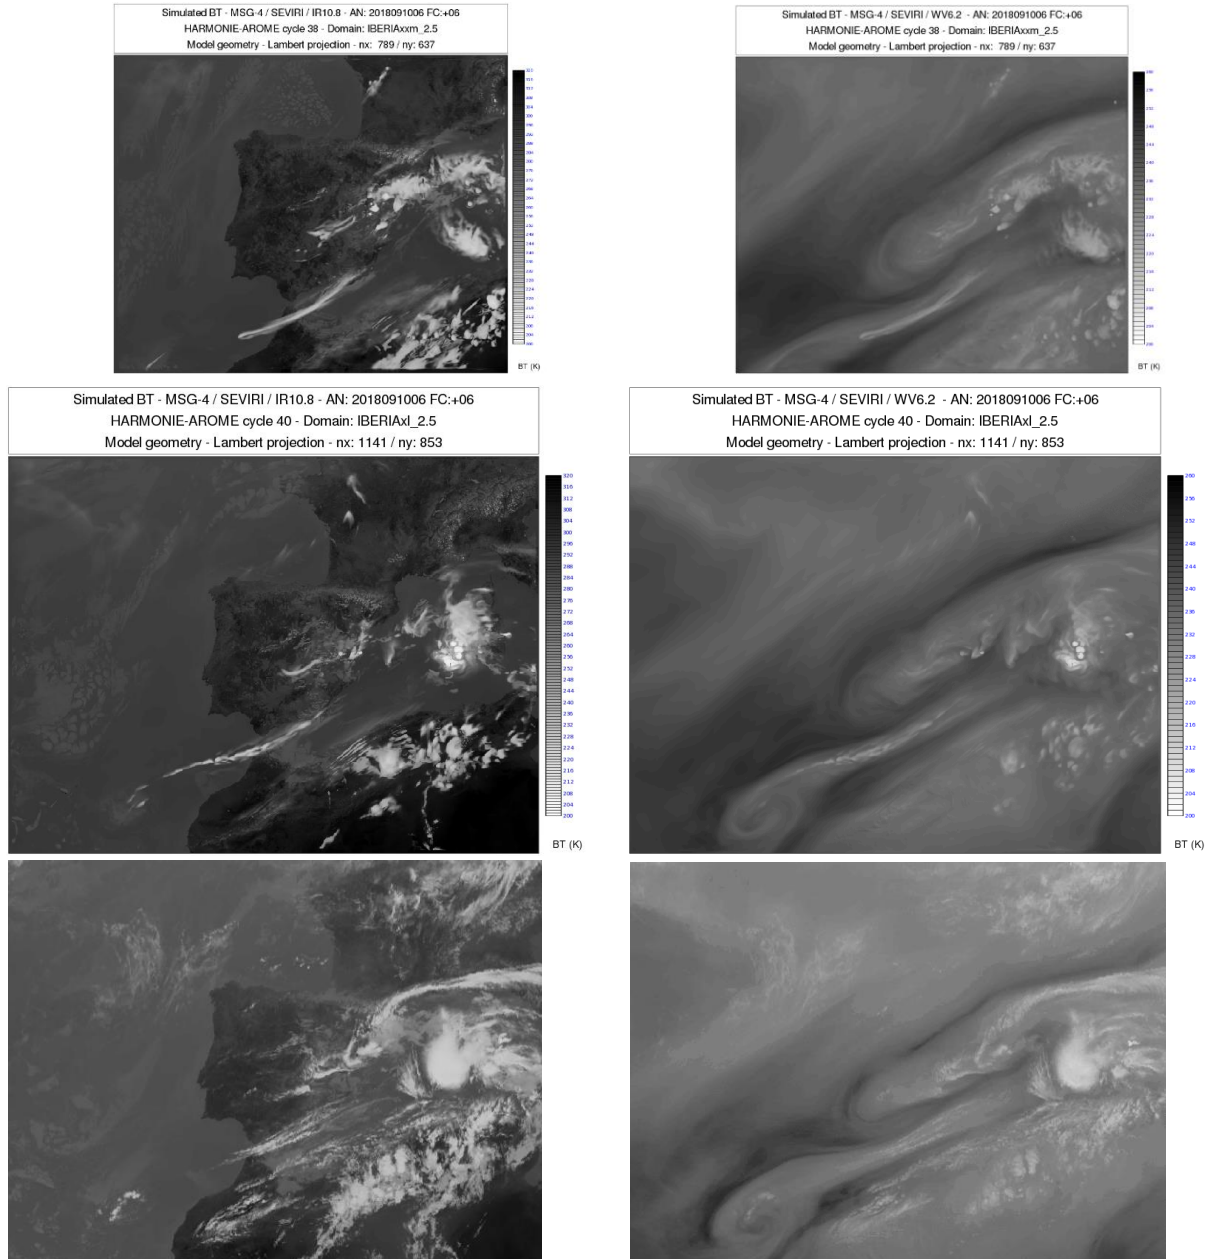 Simulated BT - MSG-4 / SEVIRI / IR10.8 - AN: 2018091006 FC:+06
HARMONIE-AROME cycle 38 - Domain: IBERIAxxm_2.5
Model geometry - Lambert projection - nx: 789 / ny: 637
BT (K)
Simulated BT - MSG-4 / SEVIRI / WV6.2 - AN: 2018091006 FC:+06
HARMONIE-AROME cycle 38 - Domain: IBERIAxxm_2.5
Model geometry - Lambert projection - nx: 789 / ny: 637
BT (K)
Simulated BT - MSG-4 / SEVIRI / IR10.8 - AN: 2018091006 FC:+06
HARMONIE-AROME cycle 40 - Domain: IBERIAxl_2.5
Model geometry - Lambert projection - nx: 1141 / ny: 853
320
316
312
308
304
300
296
292
288
284
280
276
272
268
264
260
256
252
248
244
240
236
232
228
224
220
216
212
208
204
200
BT (K)
Simulated BT - MSG-4 / SEVIRI / WV6.2 - AN: 2018091006 FC:+06
HARMONIE-AROME cycle 40 - Domain: IBERIAxl_2.5
Model geometry - Lambert projection - nx: 1141 / ny: 853
260
256
252
248
244
240
236
232
228
224
220
216
212
208
204
200
BT (K)